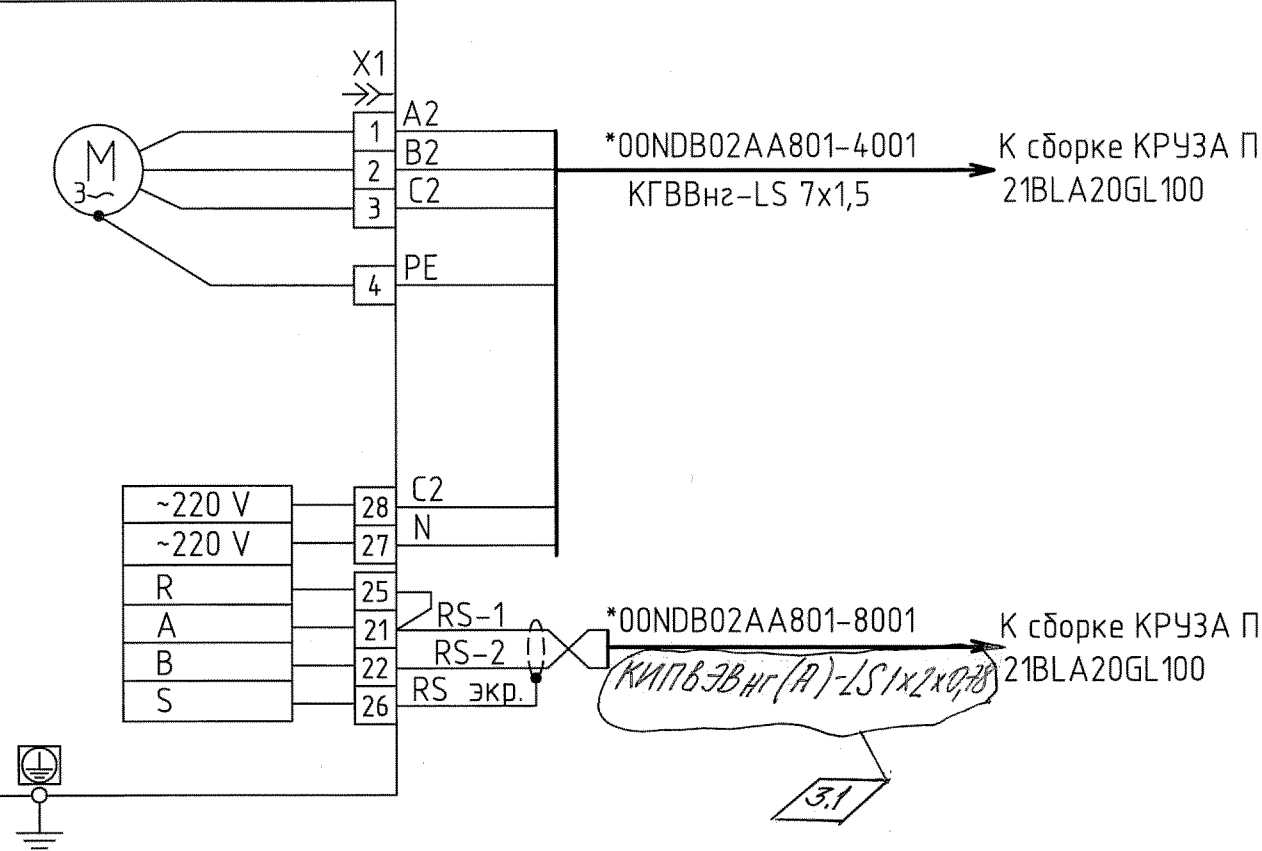 X1
M
3~
1
A2
2
B2
3
C2
4
PE
*00NDB02AA801-4001
КГВВнг-LS 7x1,5
К сборке КРУЗА П
21BLA20GL100
~220 V
28
C2
~220 V
27
N
R
25
A
21
RS-1
B
22
RS-2
S
26
RS экр.
*00NDB02AA801-8001
КИПвЭВнг(А)-LS 1x2x0,78
К сборке КРУЗА П
21BLA20GL100
3.1